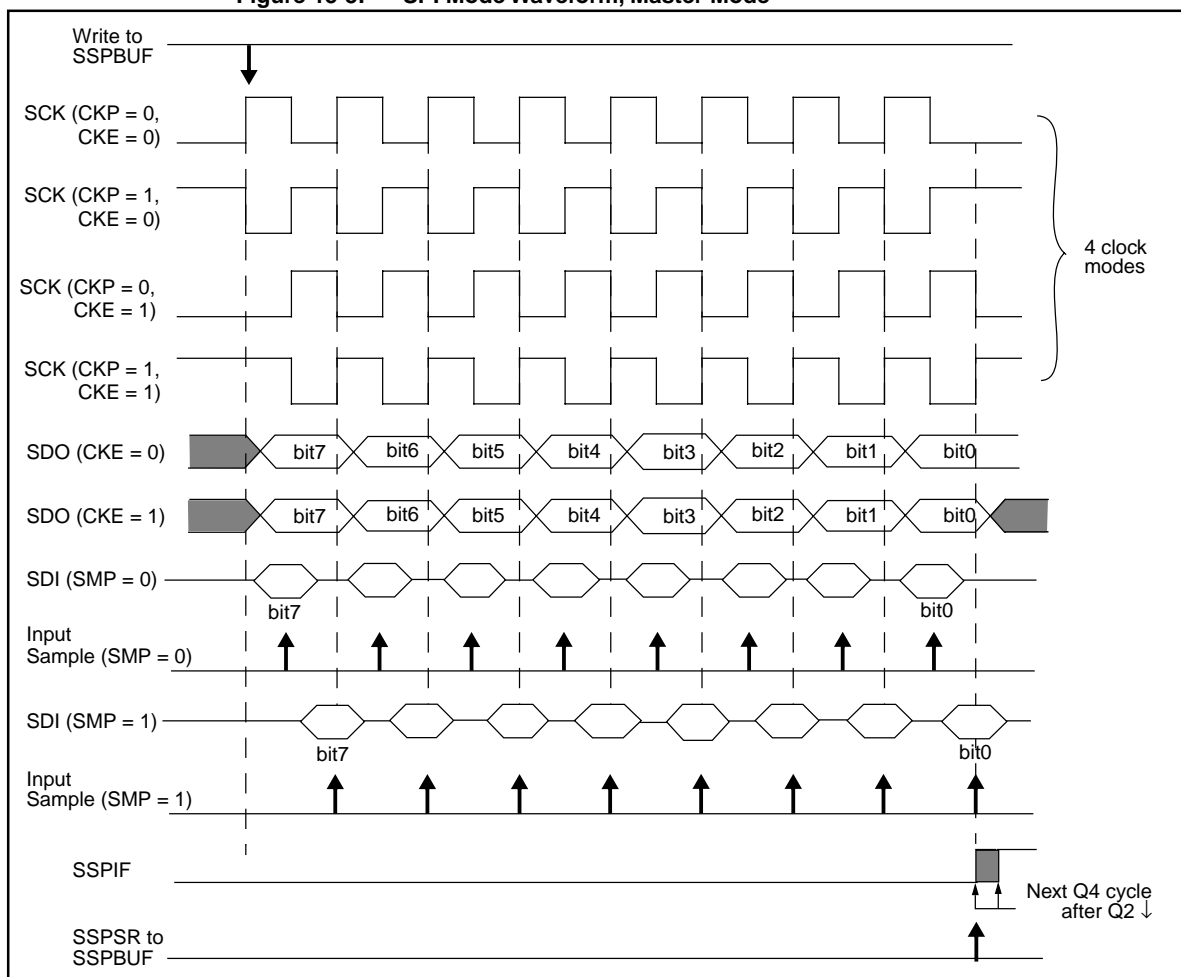 Write to
SSPBUF
SCK (CKP = 0,
CKE = 0)
SCK (CKP = 1,
CKE = 0)
4 clock
modes
SCK (CKP = 0,
CKE = 1)
SCK (CKP = 1,
CKE = 1)
SDO (CKE = 0) bit7 bit6 bit5 bit4 bit3 bit2 bit1 bit0
SDO (CKE = 1) bit7 bit6 bit5 bit4 bit3 bit2 bit1 bit0
SDI (SMP = 0)
bit7 bit0
Input
Sample (SMP = 0)
SDI (SMP = 1)
bit7 bit0
Input
Sample (SMP = 1)
SSPIF
Next Q4 cycle
after Q2 ↓
SSPSR to
SSPBUF